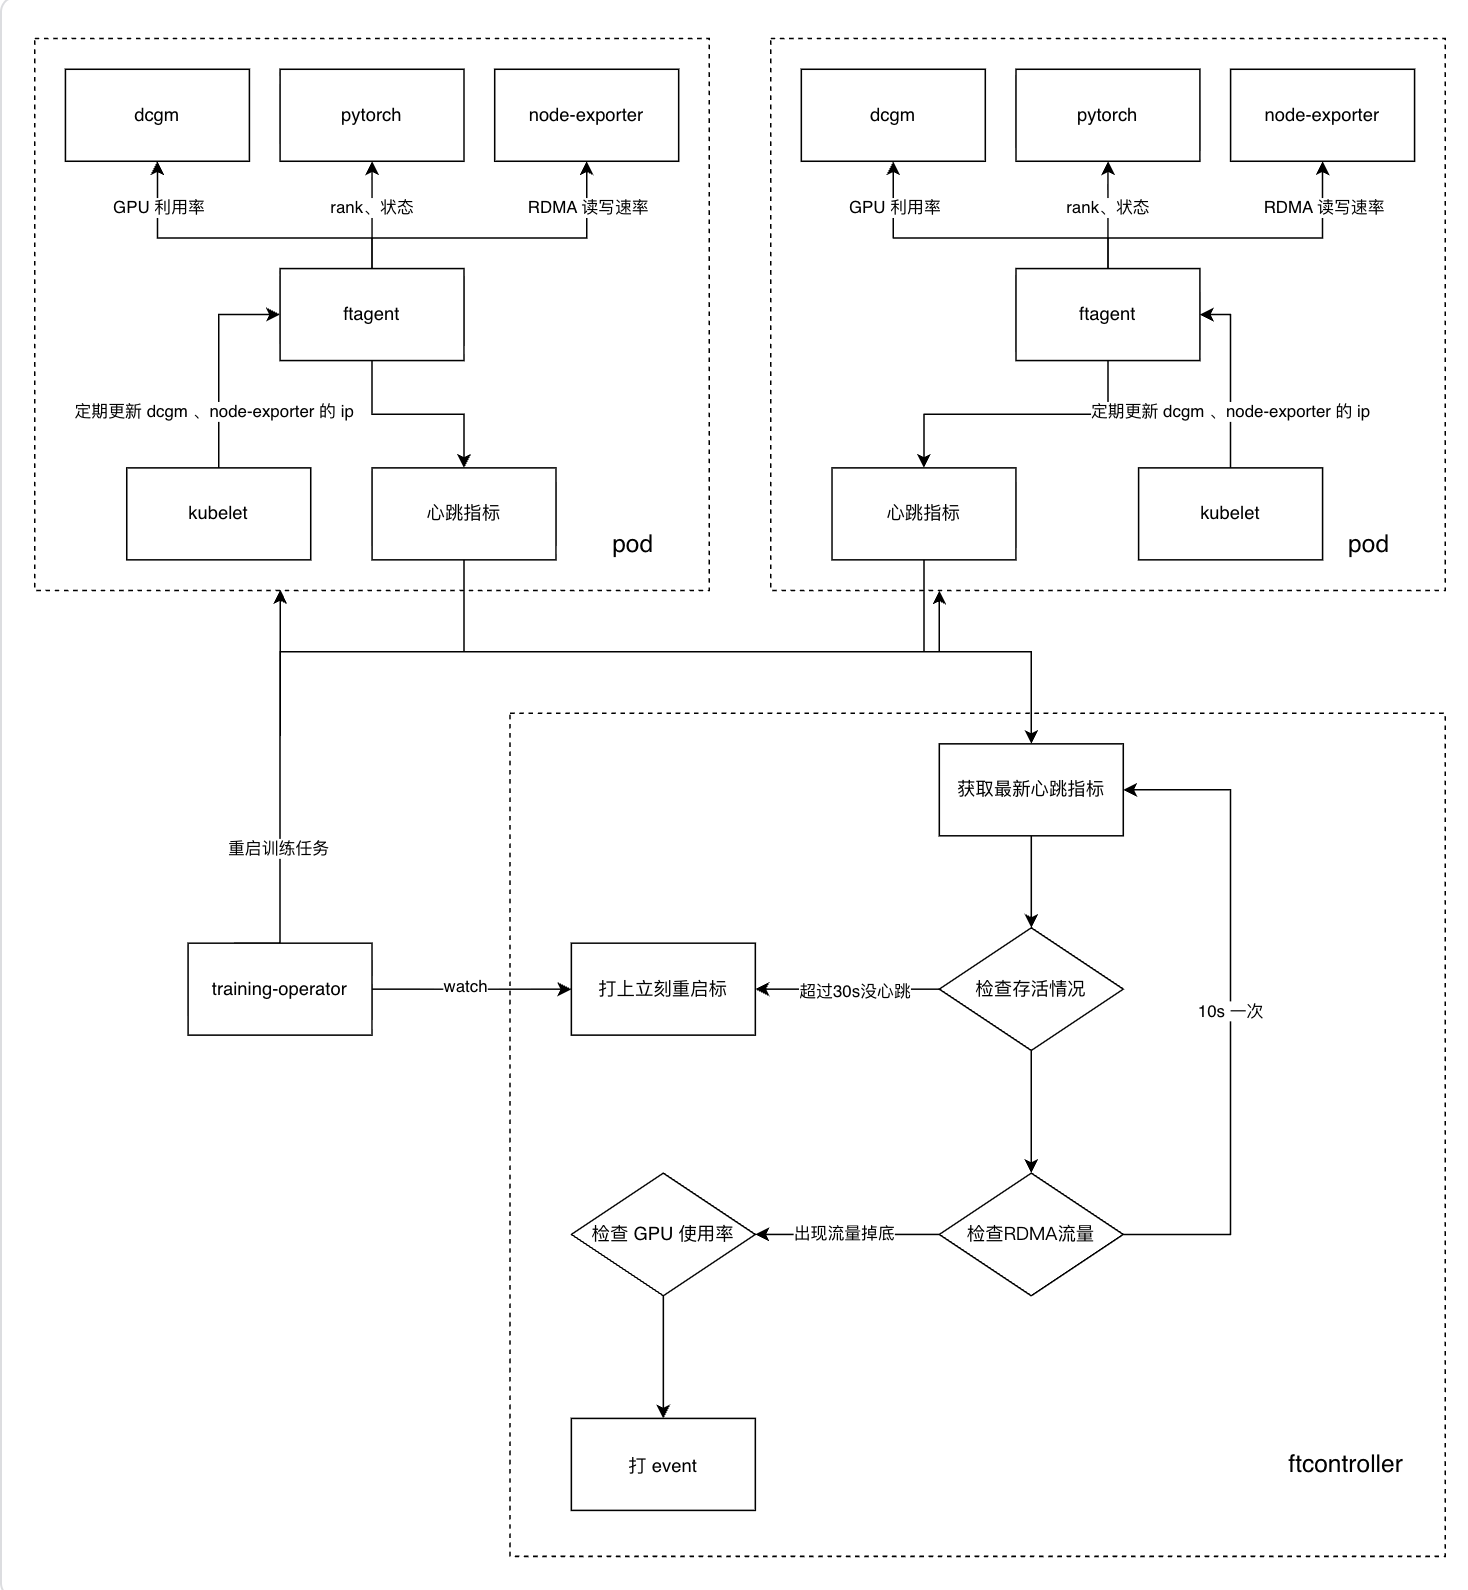 dcgm
pytorch
node-exporter
GPU 利用率
rank、状态
RDMA 读写速率
ftagent
定期更新 dcgm 、node-exporter 的 ip
kubelet
心跳指标
pod
dcgm
pytorch
node-exporter
GPU 利用率
rank、状态
RDMA 读写速率
ftagent
定期更新 dcgm 、node-exporter 的 ip
心跳指标
kubelet
pod
获取最新心跳指标
重启训练任务
training-operator
watch
打上立刻重启标
超过30s没心跳
检查存活情况
10s 一次
检查 GPU 使用率
出现流量掉底
检查RDMA流量
打 event
ftcontroller